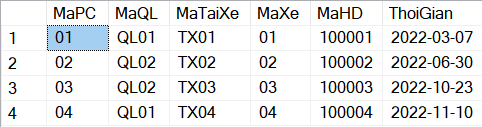 MaPC MaQL MaTaiXe MaXe MaHD ThoiGian
1 01 QL01 TX01 01 100001 2022-03-07
2 02 QL02 TX02 02 100002 2022-06-30
3 03 QL02 TX03 03 100003 2022-10-23
4 04 QL01 TX04 04 100004 2022-11-10